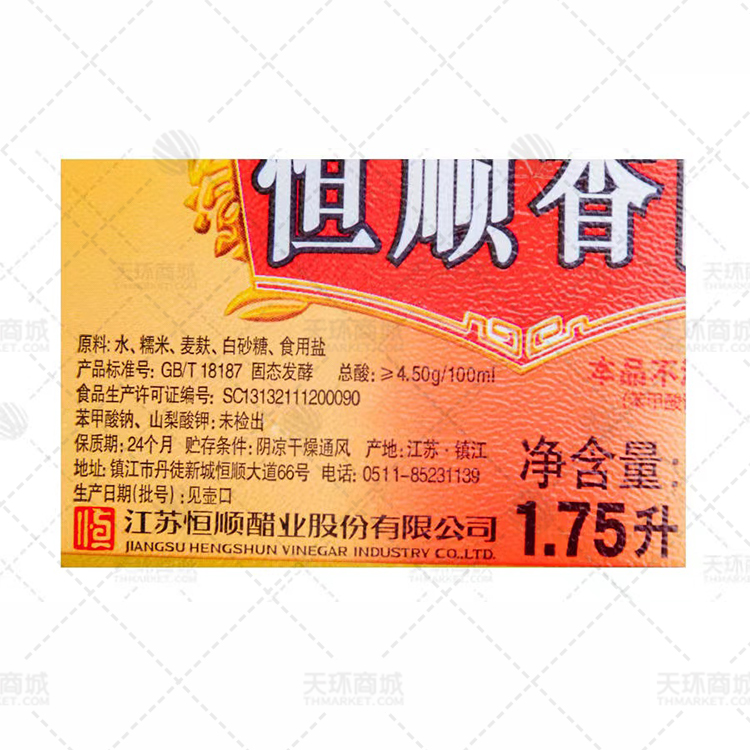 恒顺香
原料:水、糯米、麦麸、白砂糖、食用盐
产品标准号:GB/T 18187 固态发酵 总酸:≥4.50g/100ml
食品生产许可证编号:SC13132111200090
苯甲酸钠、山梨酸钾:未检出
保质期:24个月 贮存条件:阴凉干燥通风 产地:江苏·镇江
地址:镇江市丹徒新城恒顺大道66号 电话:0511-85231139
生产日期(批号):见壶口
恒 江苏恒顺醋业股份有限公司
JIANGSU HENGSHUN VINEGAR INDUSTRY CO.,LTD.
本品不
(苯甲酸
净含量:
1.75升
天环商城
THMARKET.COM